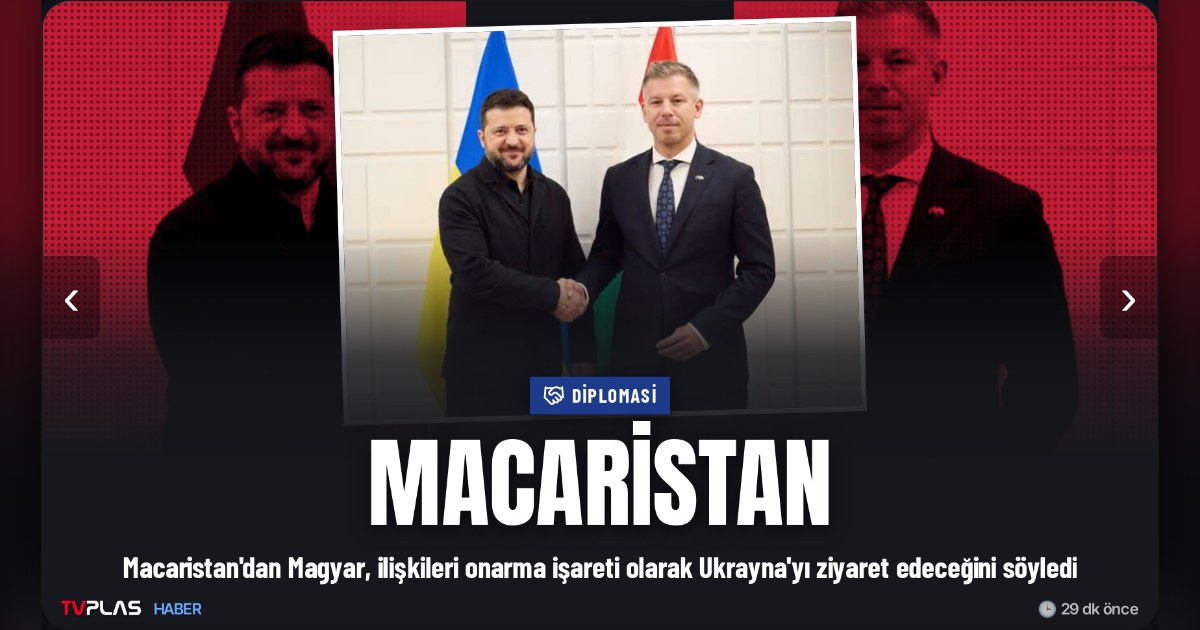 DİPLOMASİ
MACARİSTAN
Macaristan'dan Magyar, ilişkileri onarma işareti olarak Ukrayna'yı ziyaret edeceğini söyledi
TVPLAS HABER
29 dk önce